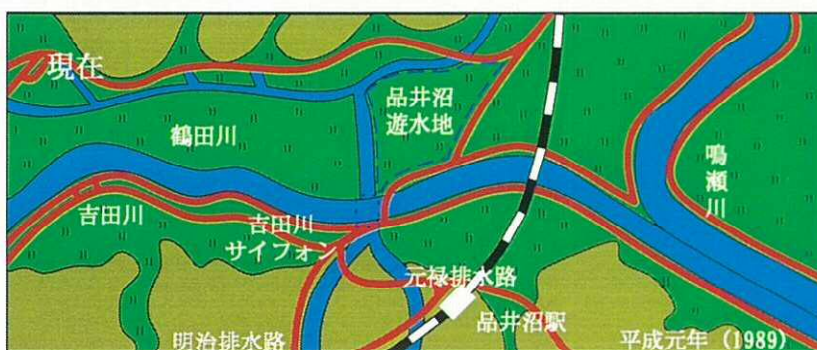 現在
品井沼
遊水地
鶴田川
鳴瀬川
吉田川
吉田川
サイフォン
元禄排水路
品井沼駅
明治排水路
平成元年(1989)